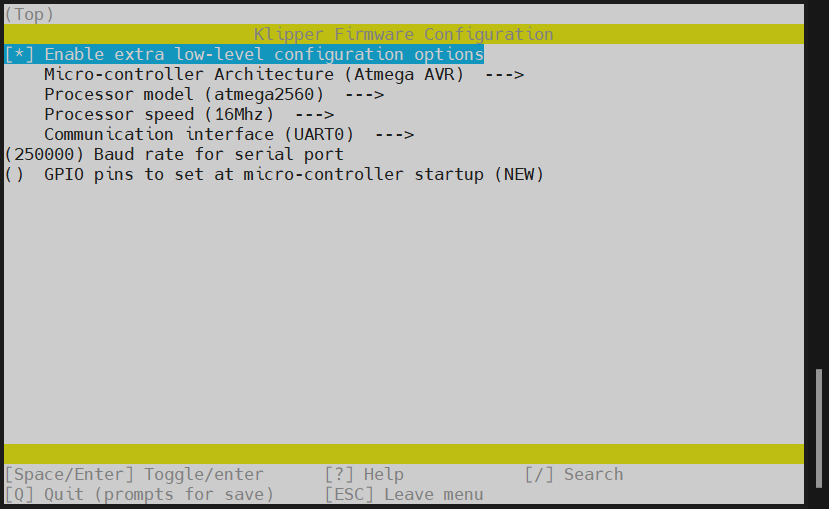 (Top)
Klipper Firmware Configuration
[*] Enable extra low-level configuration options
Micro-controller Architecture (Atmega AVR)  --->
Processor model (atmega2560)  --->
Processor speed (16Mhz)  --->
Communication interface (UART0)  --->
(250000) Baud rate for serial port
()  GPIO pins to set at micro-controller startup (NEW)
[Space/Enter] Toggle/enter      [?] Help            [/] Search
[Q] Quit (prompts for save)     [ESC] Leave menu